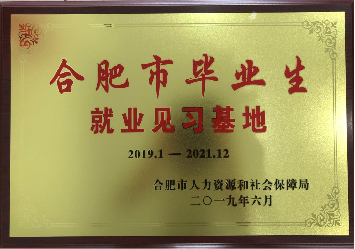 合肥市毕业生
就业见习基地
2019.1 — 2021.12
合肥市人力资源和社会保障局
二〇一九年六月